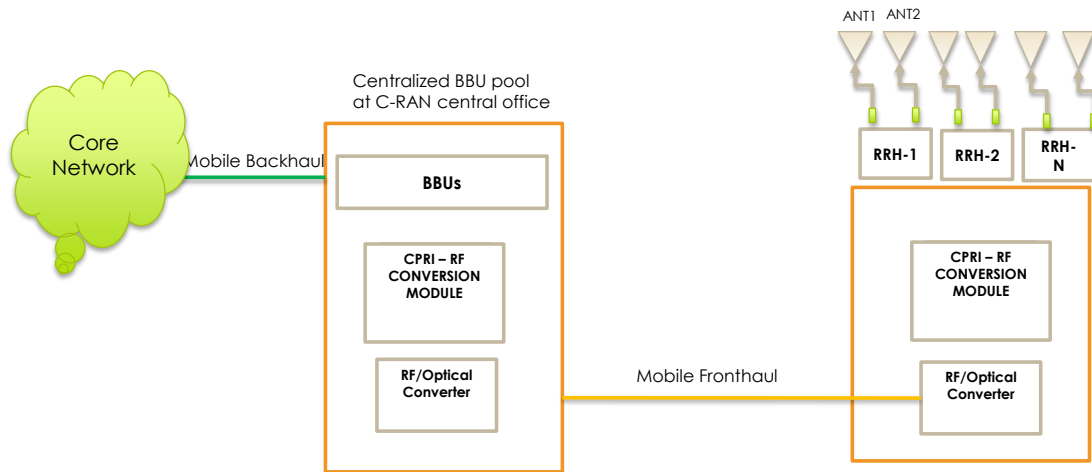 ANT1
ANT2
Centralized BBU pool
at C-RAN central office
Core
Network
Mobile Backhaul
BBUs
RRH-1
RRH-2
RRH-
N
CPRI – RF
CONVERSION
MODULE
CPRI – RF
CONVERSION
MODULE
RF/Optical
Converter
Mobile Fronthaul
RF/Optical
Converter